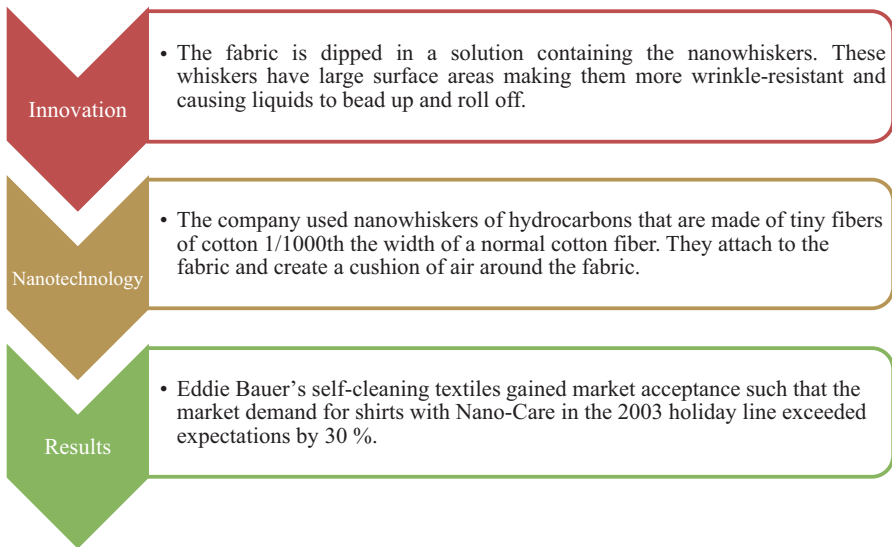 Innovation
• The fabric is dipped in a solution containing the nanowhiskers. These
whiskers have large surface areas making them more wrinkle-resistant and
causing liquids to bead up and roll off.
Nanotechnology
• The company used nanowhiskers of hydrocarbons that are made of tiny fibers
of cotton 1/1000th the width of a normal cotton fiber. They attach to the
fabric and create a cushion of air around the fabric.
Results
• Eddie Bauer’s self-cleaning textiles gained market acceptance such that the
market demand for shirts with Nano-Care in the 2003 holiday line exceeded
expectations by 30 %.